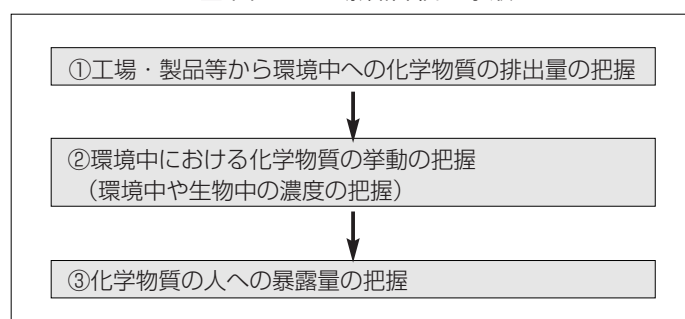 ①工場・製品等から環境中への化学物質の排出量の把握
②環境中における化学物質の挙動の把握
（環境中や生物中の濃度の把握）
③化学物質の人への暴露量の把握